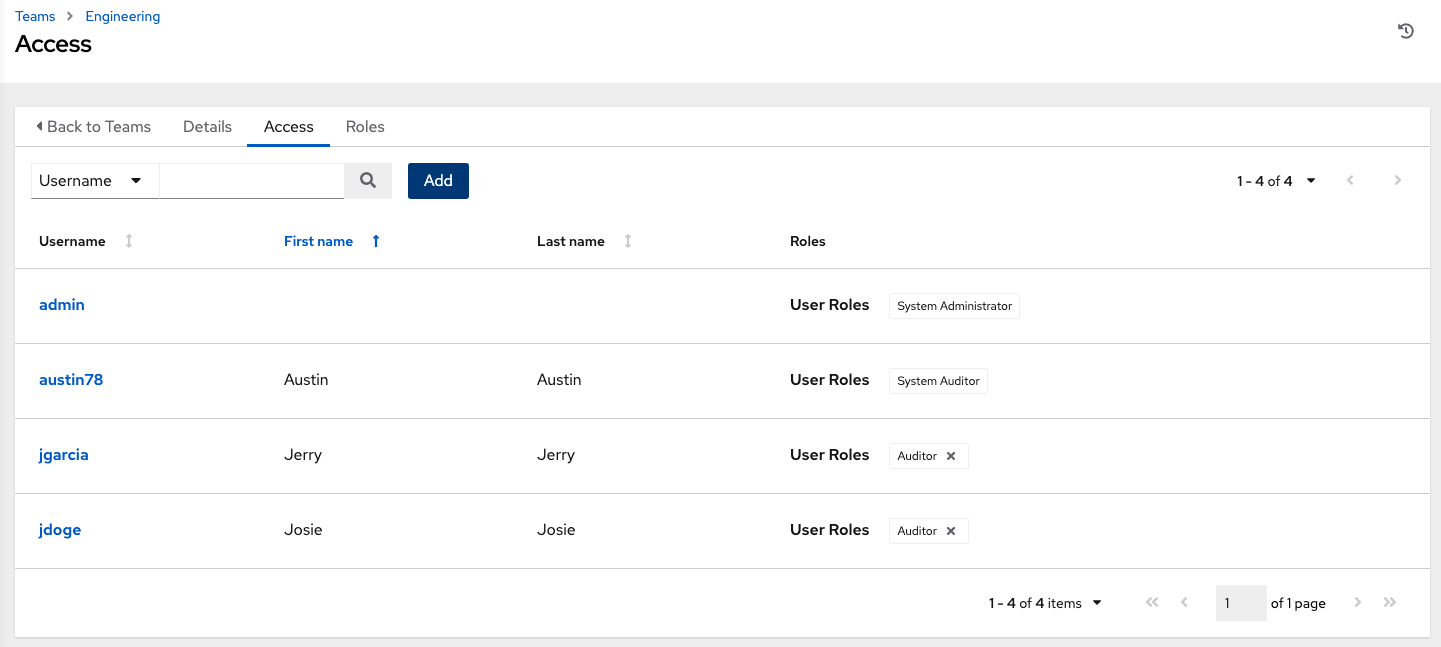 Teams > Engineering
Access
Back to Teams Details Access Roles
Username Add 1 - 4 of 4
Username First name Last name Roles
admin User Roles System Administrator
austin78 Austin Austin User Roles System Auditor
jgarcia Jerry Jerry User Roles Auditor
jdoge Josie Josie User Roles Auditor
1 - 4 of 4 items 1 of 1 page